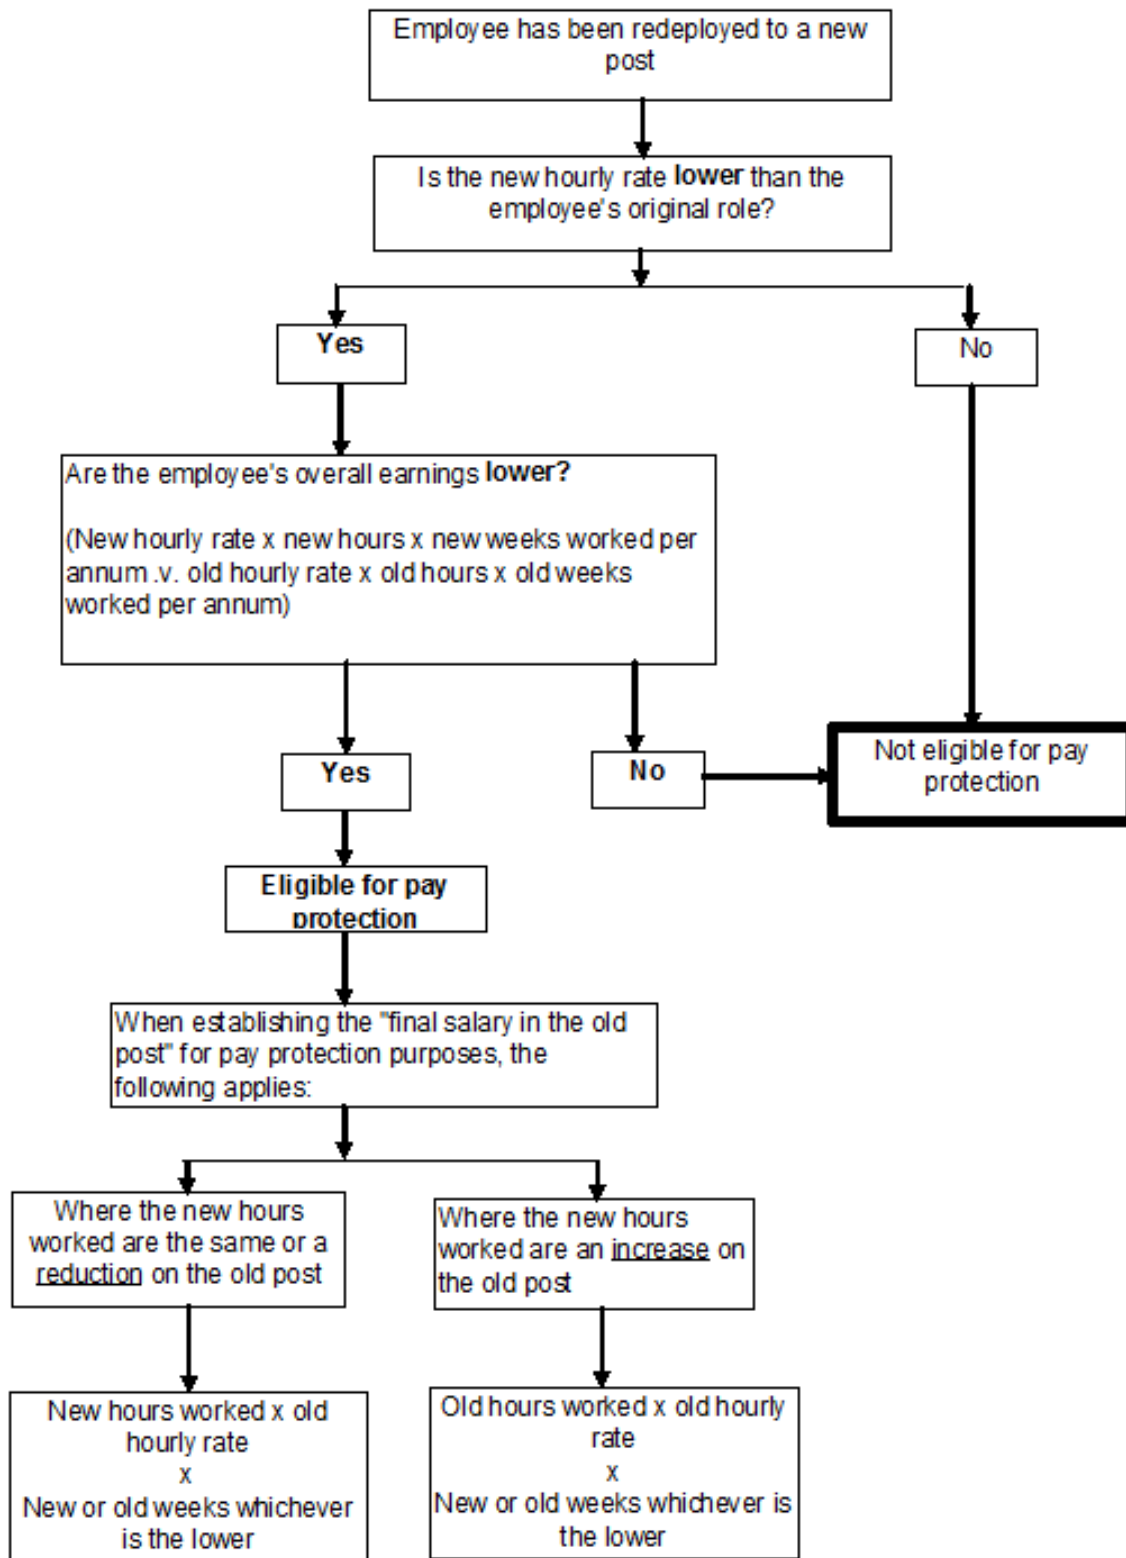 Employee has been redeployed to a new
post
Is the new hourly rate lower than the
employee's original role?
Yes
No
Are the employee's overall earnings lower?
(New hourly rate x new hours x new weeks worked per
annum .v. old hourly rate x old hours x old weeks
worked per annum)
Yes
No
Not eligible for pay
protection
Eligible for pay
protection
When establishing the "final salary in the old
post" for pay protection purposes, the
following applies:
Where the new hours
worked are the same or a
reduction on the old post
Where the new hours
worked are an increase on
the old post
New hours worked x old
hourly rate
x
New or old weeks whichever
is the lower
Old hours worked x old hourly
rate
x
New or old weeks whichever is
the lower